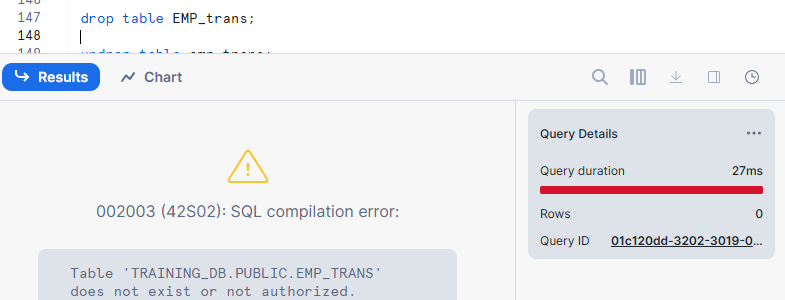 146
147 drop table EMP_trans;
148
149 undrop table emp_trans;
Results
Chart
Query Details
...
Query duration 27ms
002003 (42S02): SQL compilation error:
Rows 0
Query ID 01c120dd-3202-3019-0...
Table 'TRAINING_DB.PUBLIC.EMP_TRANS'
does not exist or not authorized.